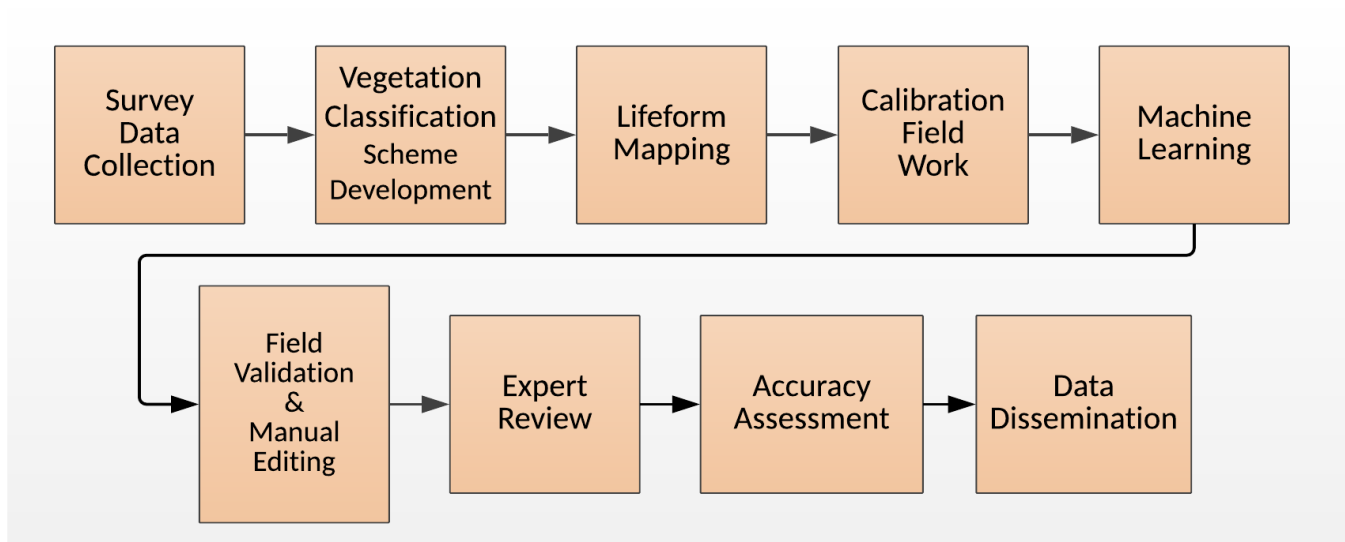 Survey
Data
Collection
Vegetation
Classification
Scheme
Development
Lifeform
Mapping
Calibration
Field
Work
Machine
Learning
Field
Validation
&
Manual
Editing
Expert
Review
Accuracy
Assessment
Data
Dissemination